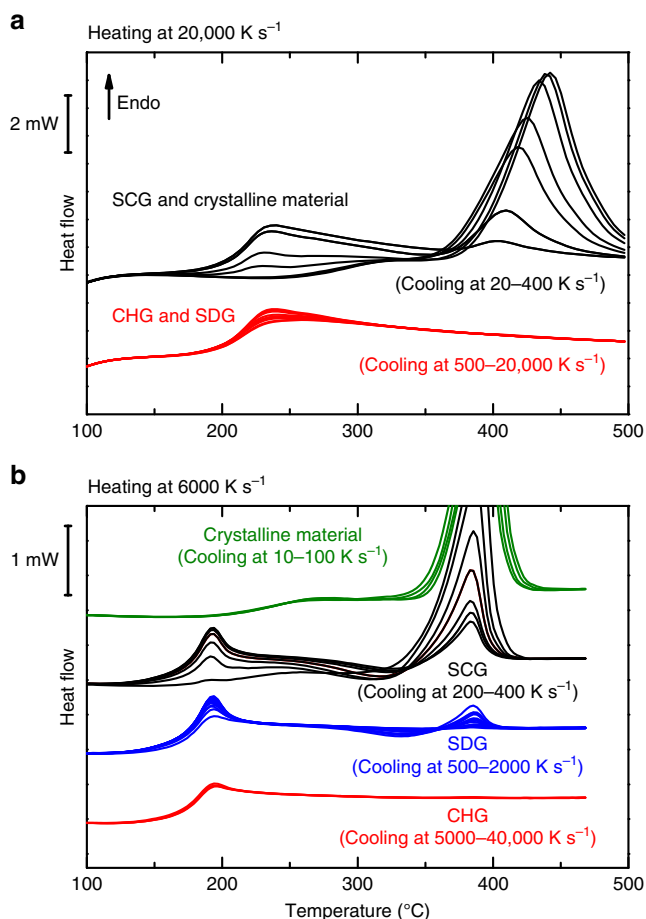 a
Heating at 20,000 K s⁻¹
Endo
2 mW
SCG and crystalline material
Heat flow
(Cooling at 20–400 K s⁻¹)
CHG and SDG
(Cooling at 500–20,000 K s⁻¹)
100 200 300 400 500
b
Heating at 6000 K s⁻¹
Crystalline material
(Cooling at 10–100 K s⁻¹)
1 mW
Heat flow
SCG
(Cooling at 200–400 K s⁻¹)
SDG
(Cooling at 500–2000 K s⁻¹)
CHG
(Cooling at 5000–40,000 K s⁻¹)
100 200 300 400 500
Temperature (°C)